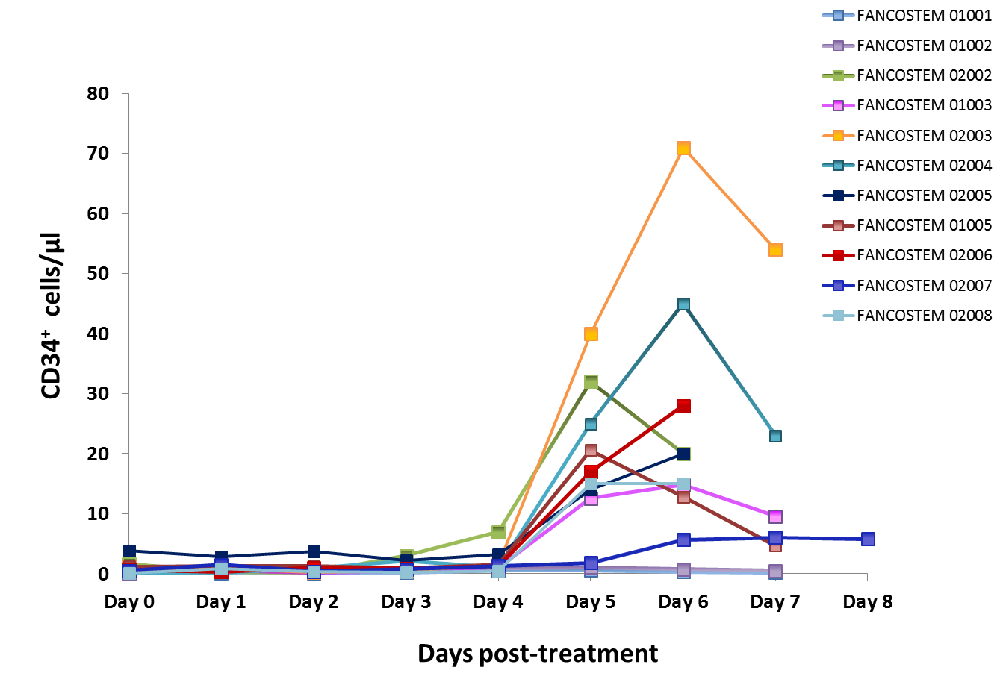 FANCOSTEM 01001
FANCOSTEM 01002
FANCOSTEM 02002
FANCOSTEM 01003
FANCOSTEM 02003
FANCOSTEM 02004
FANCOSTEM 02005
FANCOSTEM 01005
FANCOSTEM 02006
FANCOSTEM 02007
FANCOSTEM 02008
CD34⁺ cells/µl
80
70
60
50
40
30
20
10
0
Day 0 Day 1 Day 2 Day 3 Day 4 Day 5 Day 6 Day 7 Day 8
Days post-treatment